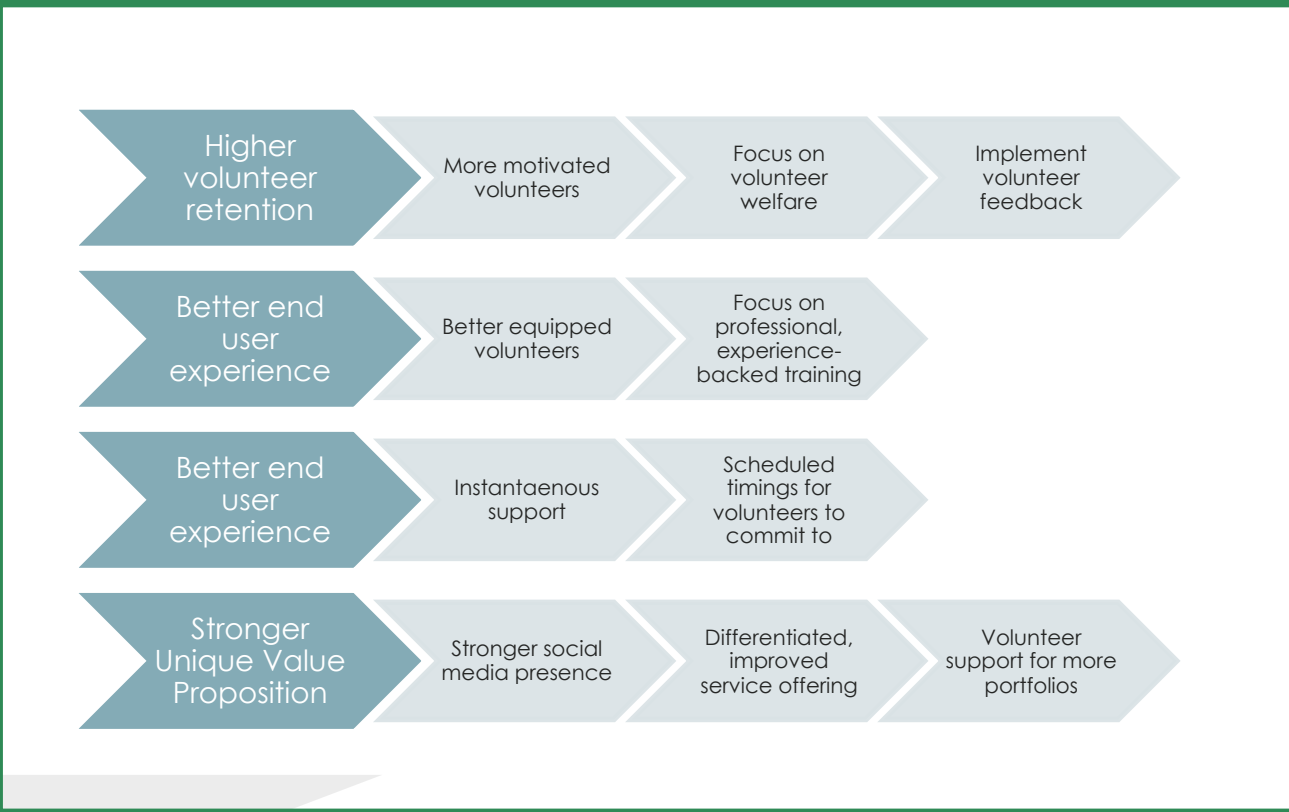 Higher
volunteer
retention
More motivated
volunteers
Focus on
volunteer
welfare
Implement
volunteer
feedback
Better end
user
experience
Better equipped
volunteers
Focus on
professional,
experience-
backed training
Better end
user
experience
Instantaenous
support
Scheduled
timings for
volunteers to
commit to
Stronger
Unique Value
Proposition
Stronger social
media presence
Differentiated,
improved
service offering
Volunteer
support for more
portfolios